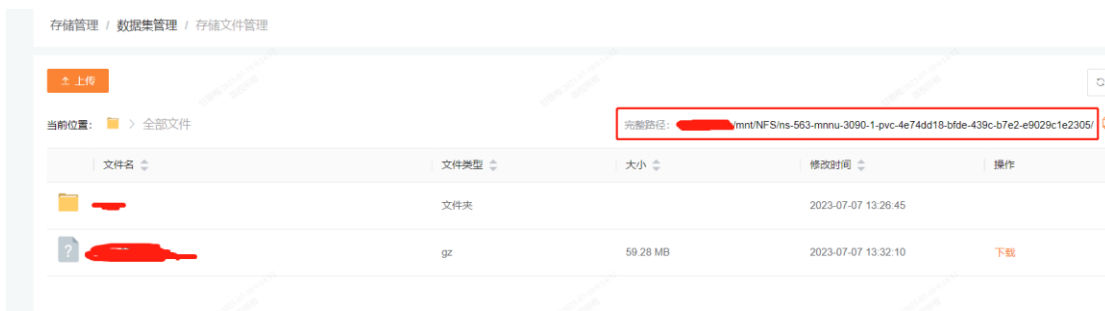 存储管理 / 数据集管理 / 存储文件管理
上传
当前位置： > 全部文件
完整路径： /mnt/NFS/ns-563-mnnu-3090-1-pvc-4e74dd18-bfde-439c-b7e2-e9029c1e2305/
文件名 文件类型 大小 修改时间 操作
文件夹 2023-07-07 13:26:45
? gz 59.28 MB 2023-07-07 13:32:10 下载